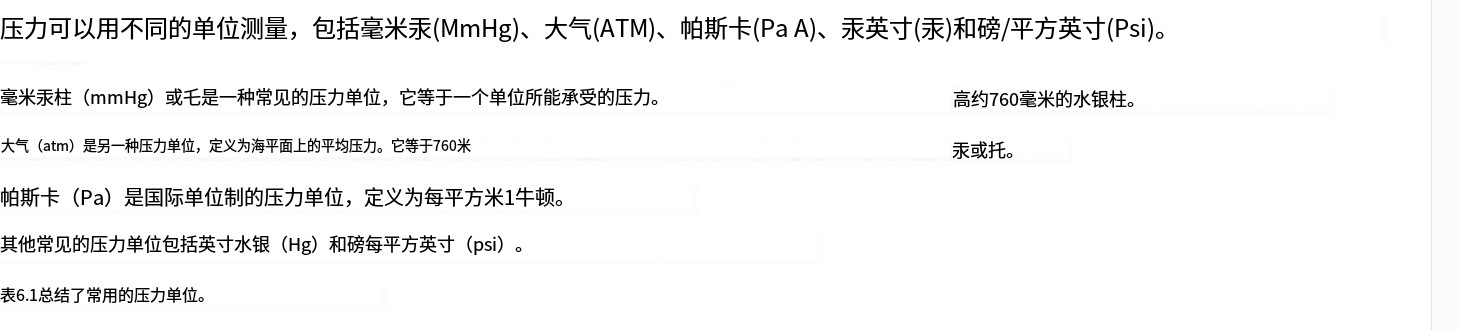 压力可以用不同的单位测量，包括毫米汞(MmHg)、大气(ATM)、帕斯卡(Pa A)、汞英寸(汞)和磅/平方英寸(Psi)。
毫米汞柱（mmHg）或乇是一种常见的压力单位，它等于一个单位所能承受的压力。 高约760毫米的水银柱。
大气（atm）是另一种压力单位，定义为海平面上的平均压力。它等于760米 汞或托。
帕斯卡（Pa）是国际单位制的压力单位，定义为每平方米1牛顿。
其他常见的压力单位包括英寸水银（Hg）和磅每平方英寸（psi）。
表6.1总结了常用的压力单位。